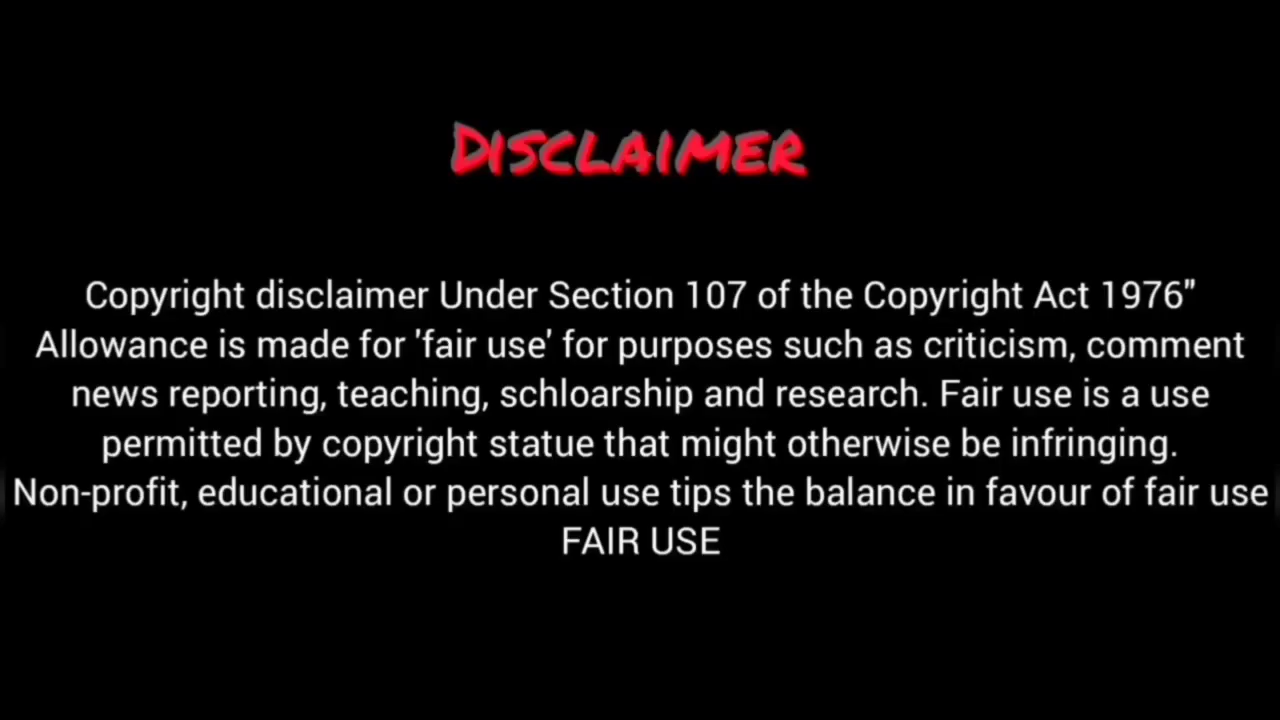 DISCLAIMER
Copyright disclaimer Under Section 107 of the Copyright Act 1976"
Allowance is made for 'fair use' for purposes such as criticism, comment
news reporting, teaching, schloarship and research. Fair use is a use
permitted by copyright statue that might otherwise be infringing.
Non-profit, educational or personal use tips the balance in favour of fair use
FAIR USE